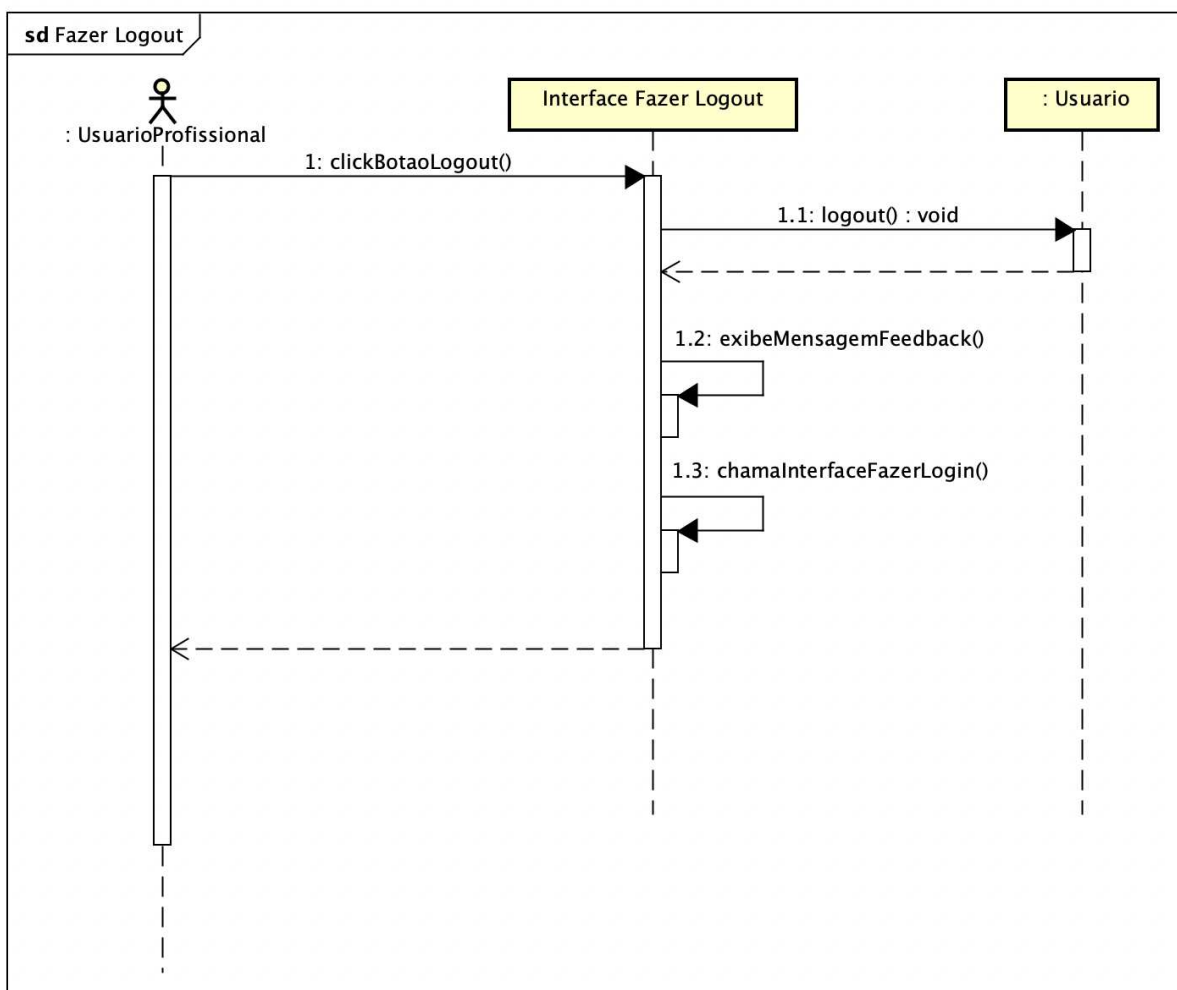 sd Fazer Logout
Interface Fazer Logout
: Usuario
: UsuarioProfissional
1: clickBotaoLogout()
1.1: logout() : void
1.2: exibeMensagemFeedback()
1.3: chamaInterfaceFazerLogin()